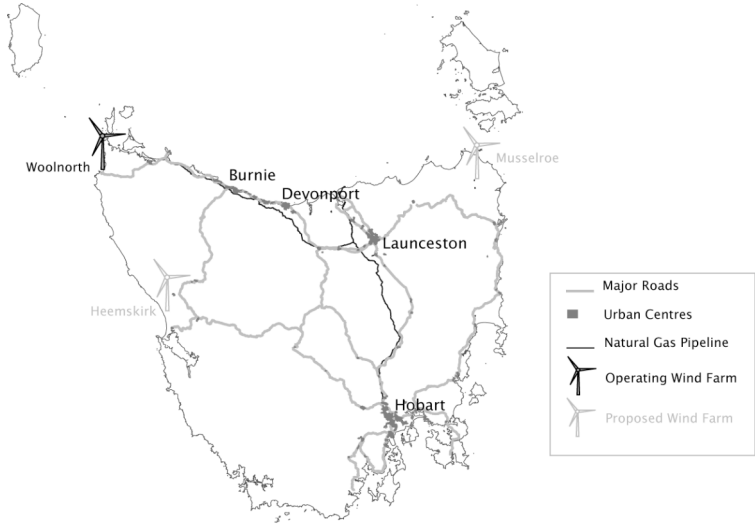 Musselroe
Woolnorth
Burnie
Devonport
Launceston
Heemskirk
Hobart
Major Roads
Urban Centres
Natural Gas Pipeline
Operating Wind Farm
Proposed Wind Farm